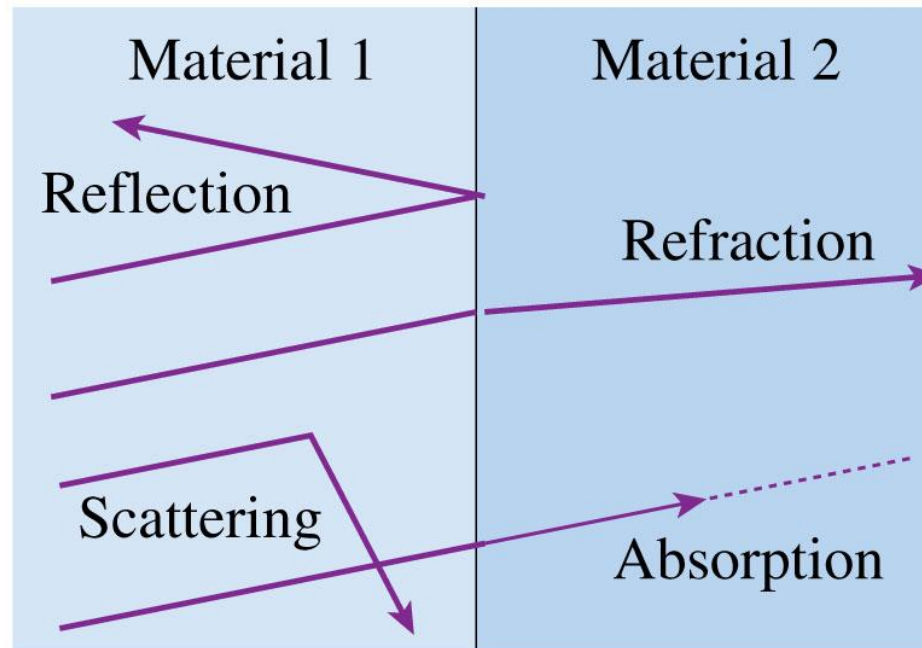 Material 1
Material 2
Reflection
Refraction
Scattering
Absorption